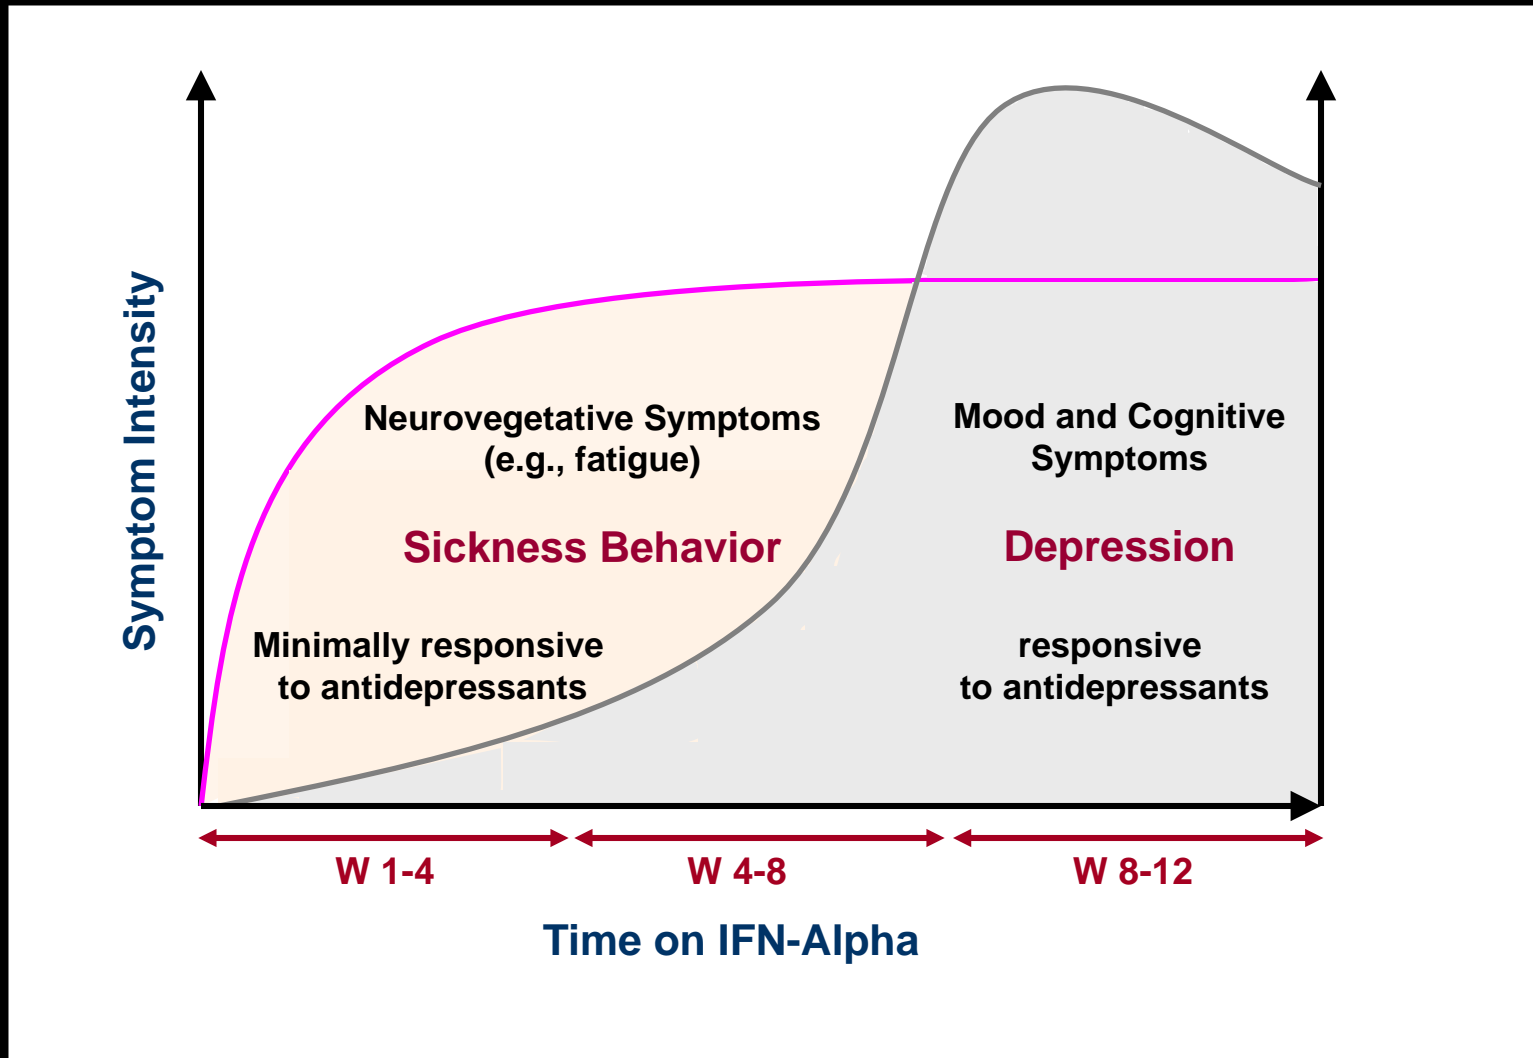 Symptom Intensity
Neurovegetative Symptoms
(e.g., fatigue)
Sickness Behavior
Minimally responsive
to antidepressants
Mood and Cognitive
Symptoms
Depression
responsive
to antidepressants
W 1-4
W 4-8
W 8-12
Time on IFN-Alpha